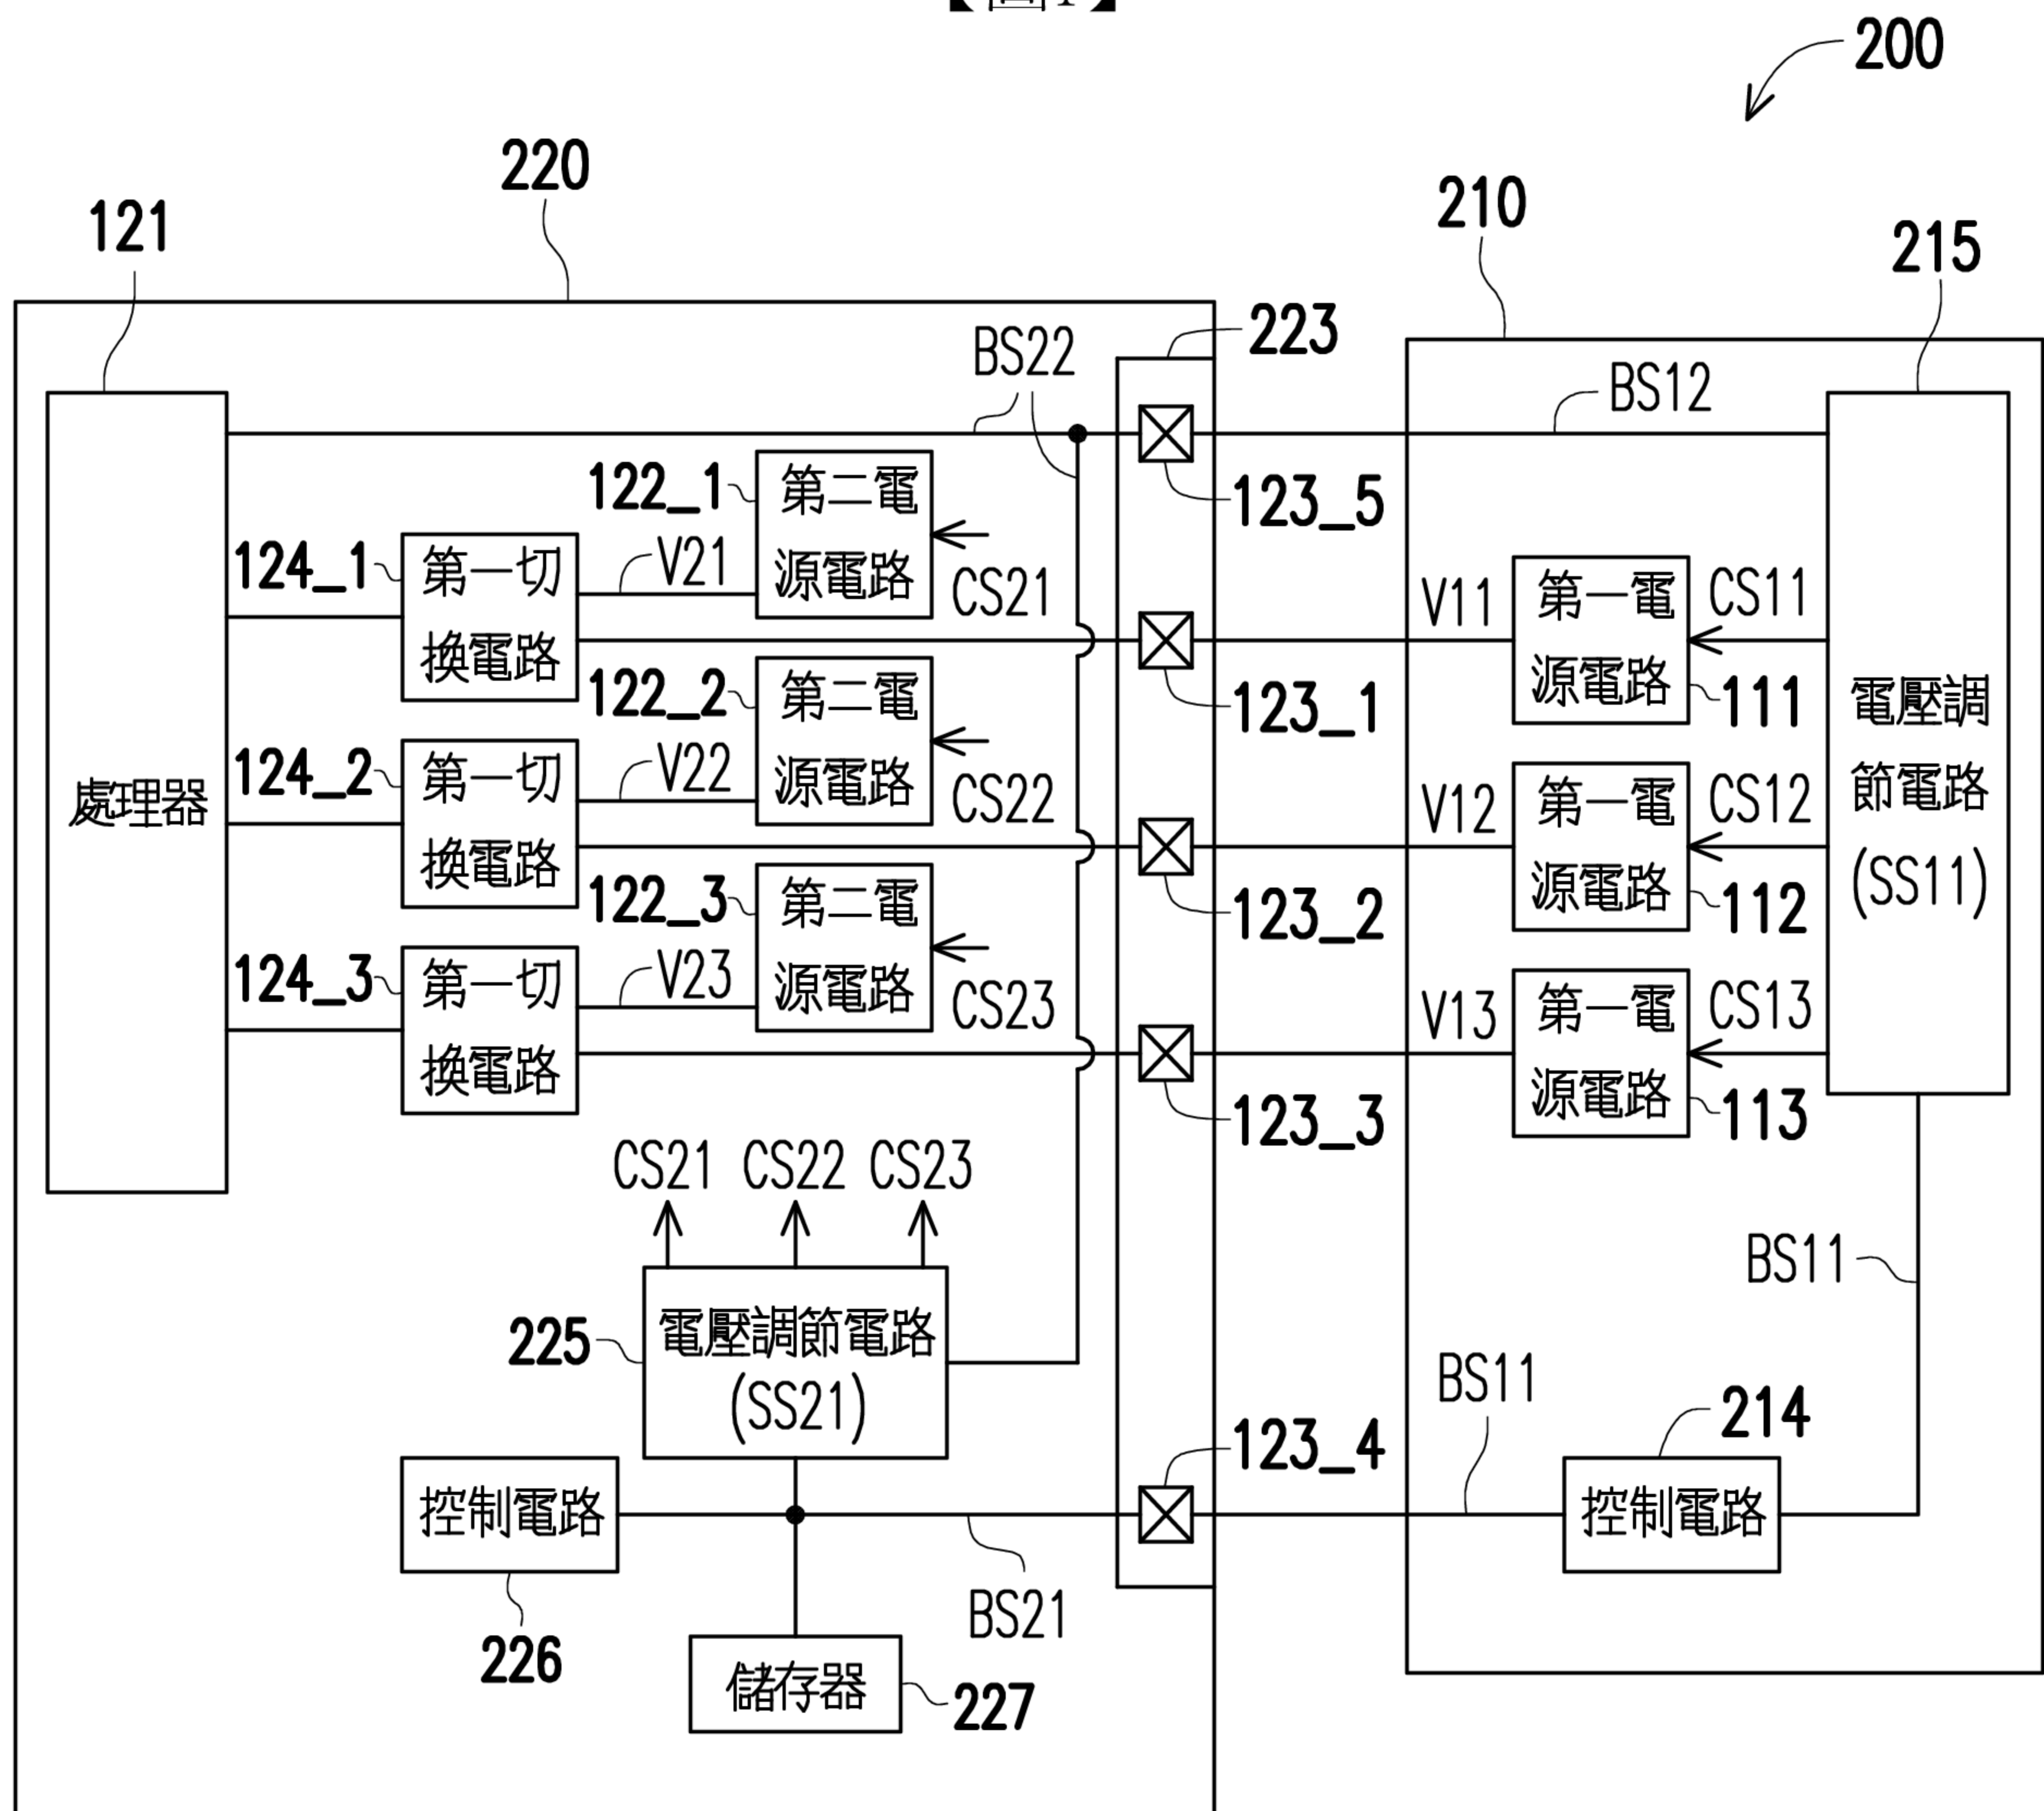 【圖1】
200
220
210
121
215
223
BS22
BS12
122_1
第二電
源電路
123_5
124_1
第一切
換電路
V21
CS21
V11
第一電
源電路
CS11
111
122_2
第二電
源電路
123_1
電壓調
節電路
(SS11)
處理器
124_2
第一切
換電路
V22
CS22
V12
第一電
源電路
CS12
112
122_3
第二電
源電路
123_2
124_3
第一切
換電路
V23
CS23
V13
第一電
源電路
CS13
113
123_3
CS21 CS22 CS23
BS11
225
電壓調節電路
(SS21)
BS11
214
123_4
控制電路
控制電路
226
BS21
儲存器
227